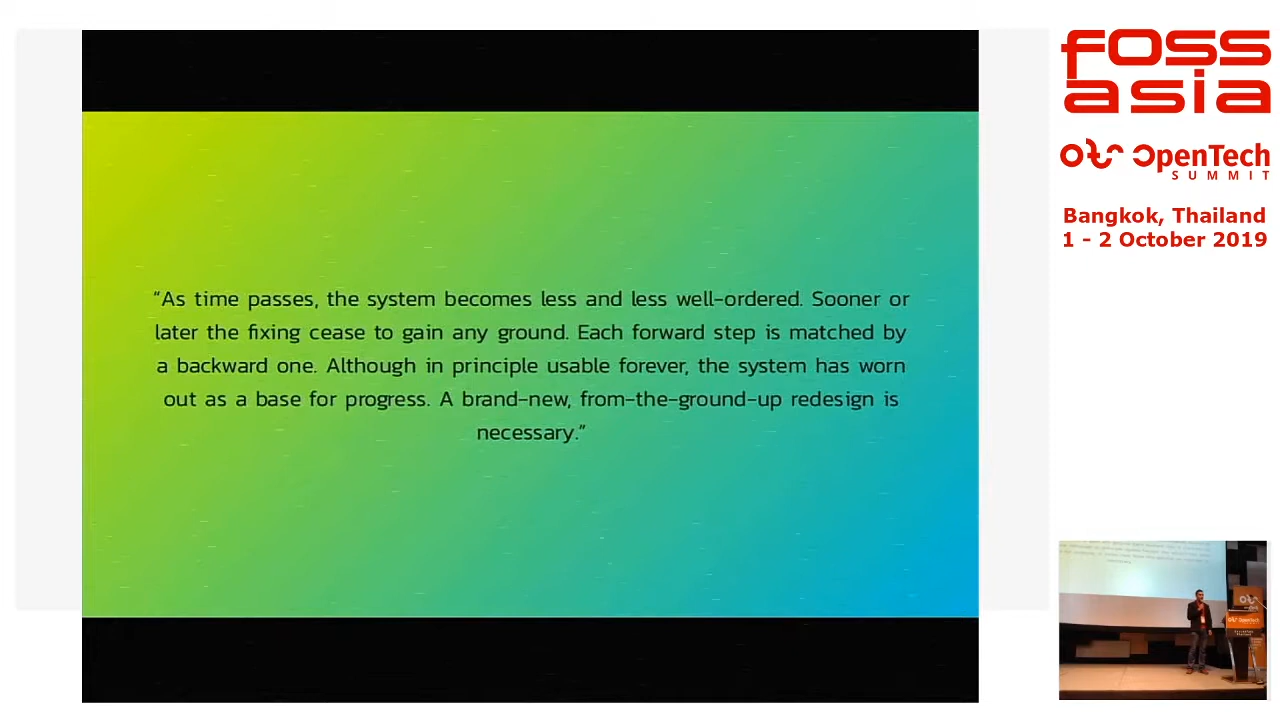 “As time passes, the system becomes less and less well-ordered. Sooner or
later the fixing cease to gain any ground. Each forward step is matched by
a backward one. Although in principle usable forever, the system has worn
out as a base for progress. A brand-new, from-the-ground-up redesign is
necessary.”
foss
asia
OpenTech
SUMMIT
Bangkok, Thailand
1 - 2 October 2019
OpenTech